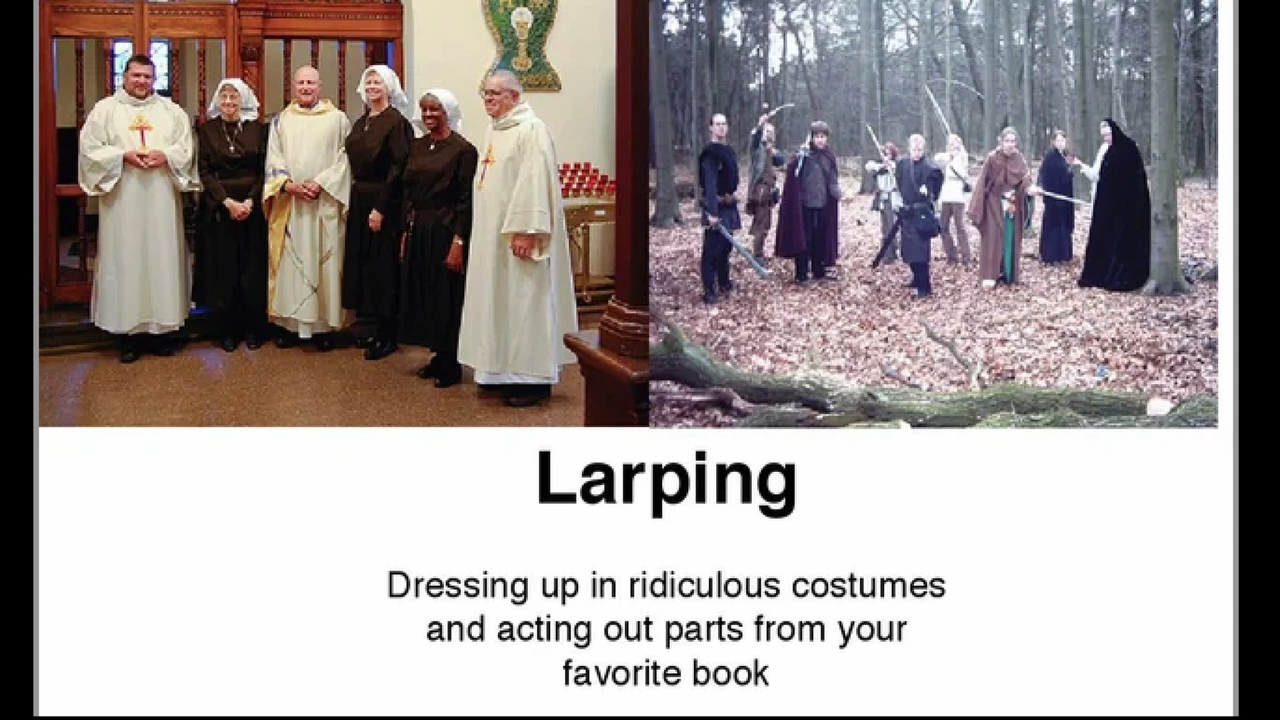 Larping
Dressing up in ridiculous costumes
and acting out parts from your
favorite book